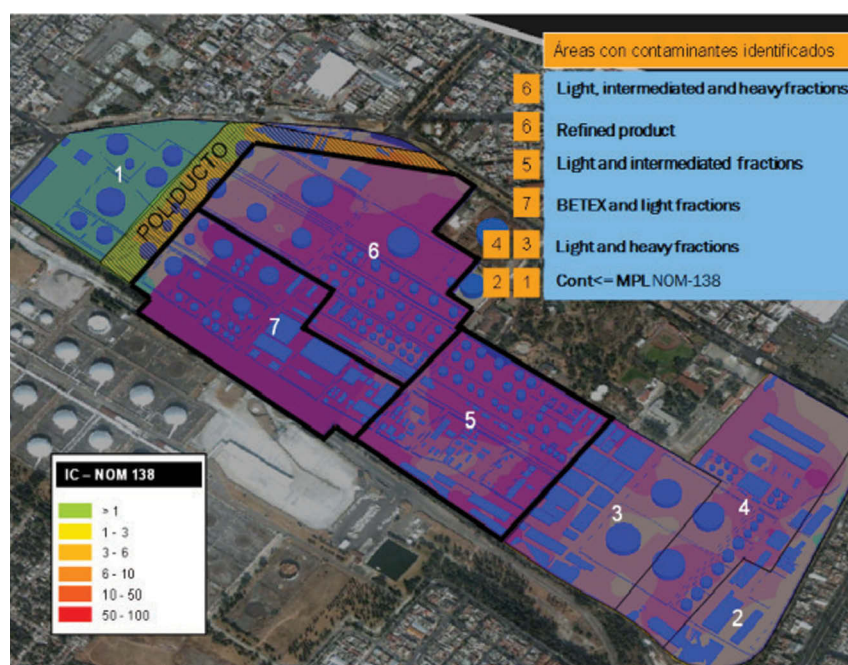 Áreas con contaminantes identificados
6 Light, intermediated and heavyfractions
6 Refined product
5 Light and intermediated fractions
7 BETEX and light fractions
4 3 Light and heavy fractions
2 1 Cont<= MPL NOM-138
1
POLIDUCTO
6
7
5
3
4
2
IC – NOM 138
> 1
1 - 3
3 - 6
6 - 10
10 - 50
50 - 100